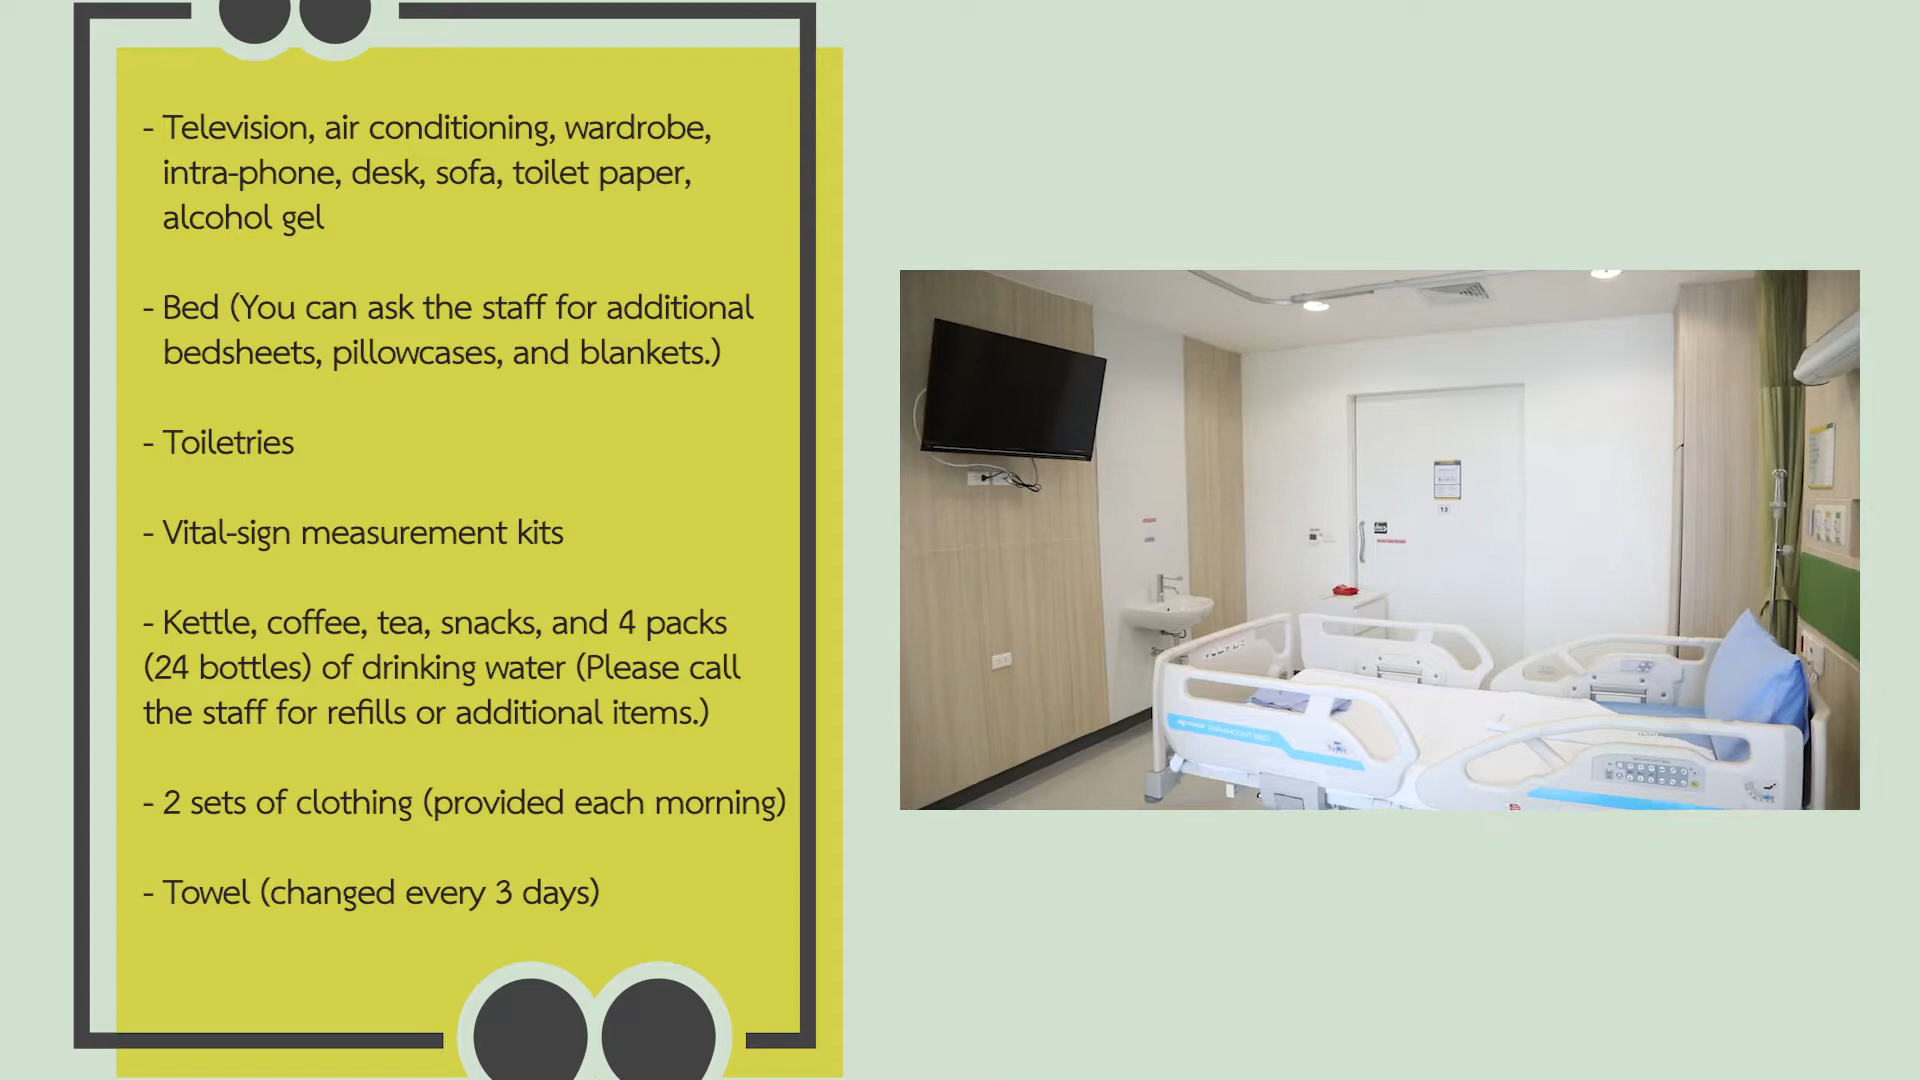 - Television, air conditioning, wardrobe,
intra-phone, desk, sofa, toilet paper,
alcohol gel
- Bed (You can ask the staff for additional
bedsheets, pillowcases, and blankets.)
- Toiletries
- Vital-sign measurement kits
- Kettle, coffee, tea, snacks, and 4 packs
(24 bottles) of drinking water (Please call
the staff for refills or additional items.)
- 2 sets of clothing (provided each morning)
- Towel (changed every 3 days)
13
PARAMOUNT BED